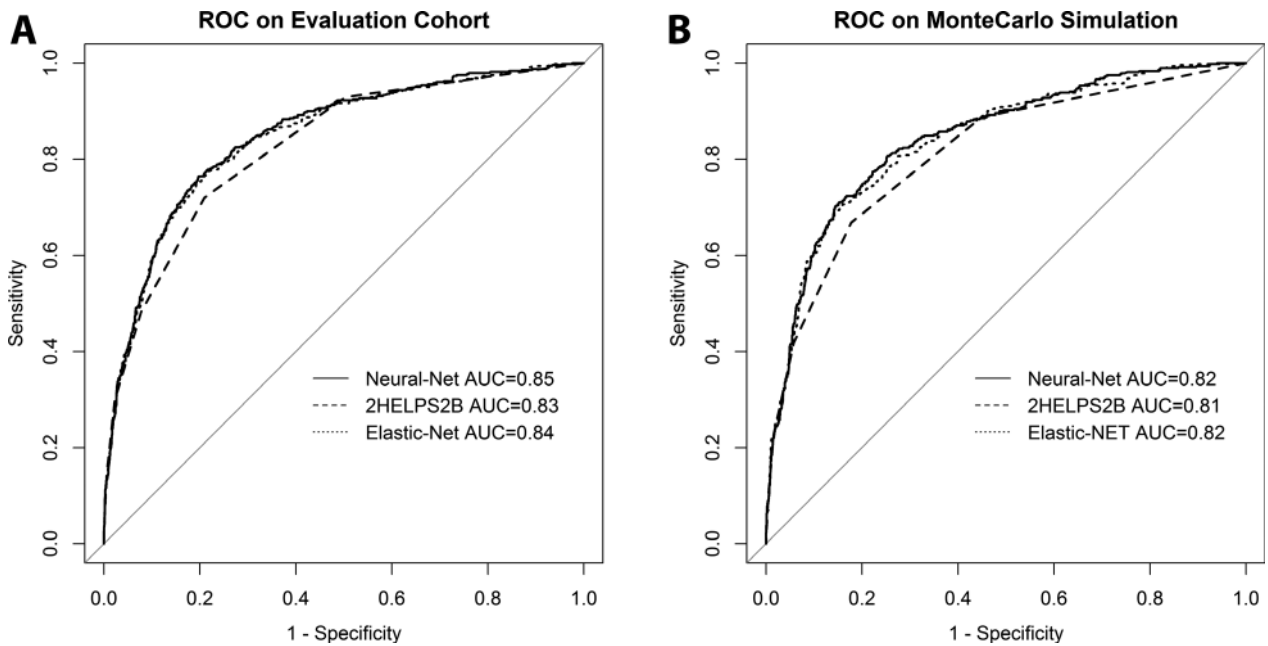 A
ROC on Evaluation Cohort
1.0
0.8
0.6
0.4
0.2
0.0
Sensitivity
Neural-Net AUC=0.85
2HELPS2B AUC=0.83
Elastic-Net AUC=0.84
0.0 0.2 0.4 0.6 0.8 1.0
1 - Specificity
B
ROC on MonteCarlo Simulation
1.0
0.8
0.6
0.4
0.2
0.0
Sensitivity
Neural-Net AUC=0.82
2HELPS2B AUC=0.81
Elastic-NET AUC=0.82
0.0 0.2 0.4 0.6 0.8 1.0
1 - Specificity